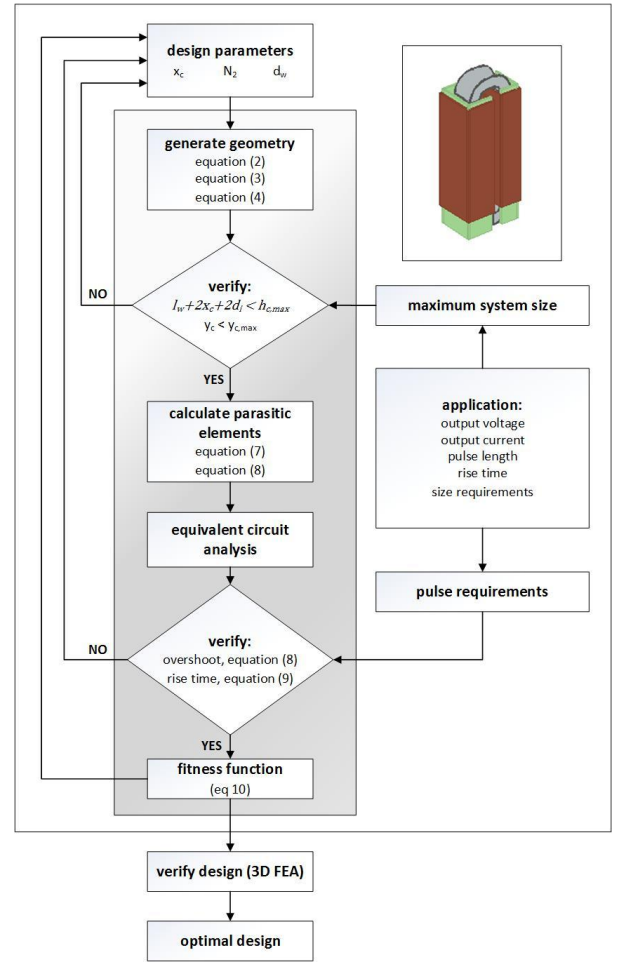 design parameters
x_c N_2 d_w
generate geometry
equation (2)
equation (3)
equation (4)
verify:
l_w+2x_c+2d_i < h_c,max
y_c < y_c,max
NO
YES
maximum system size
application:
output voltage
output current
pulse length
rise time
size requirements
calculate parasitic
elements
equation (7)
equation (8)
equivalent circuit
analysis
pulse requirements
verify:
overshoot, equation (8)
rise time, equation (9)
NO
YES
fitness function
(eq 10)
verify design (3D FEA)
optimal design